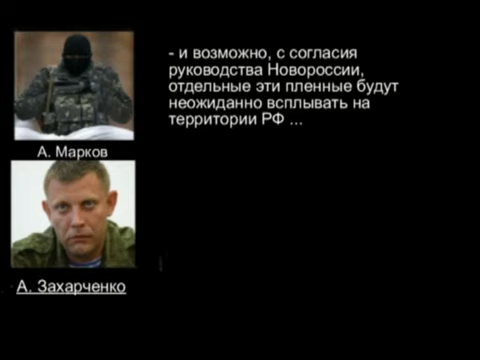 - и возможно, с согласия
руководства Новороссии,
отдельные эти пленные будут
неожиданно всплывать на
территории РФ ...
А. Марков
А. Захарченко